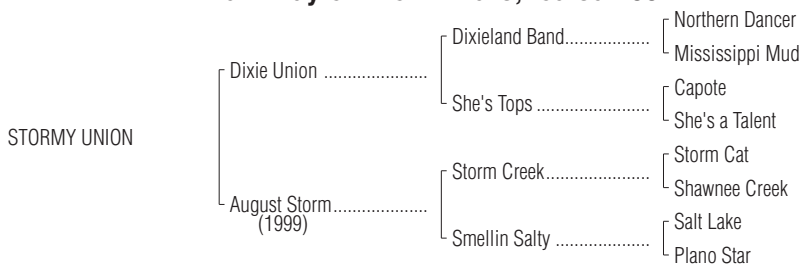 Northern Dancer
Dixieland Band....................
Mississippi Mud
Dixie Union .....................
Capote
She's Tops ......................
She's a Talent
STORMY UNION
Storm Cat
Storm Creek.....................
Shawnee Creek
August Storm...................
(1999)
Salt Lake
Smellin Salty ...................
Plano Star